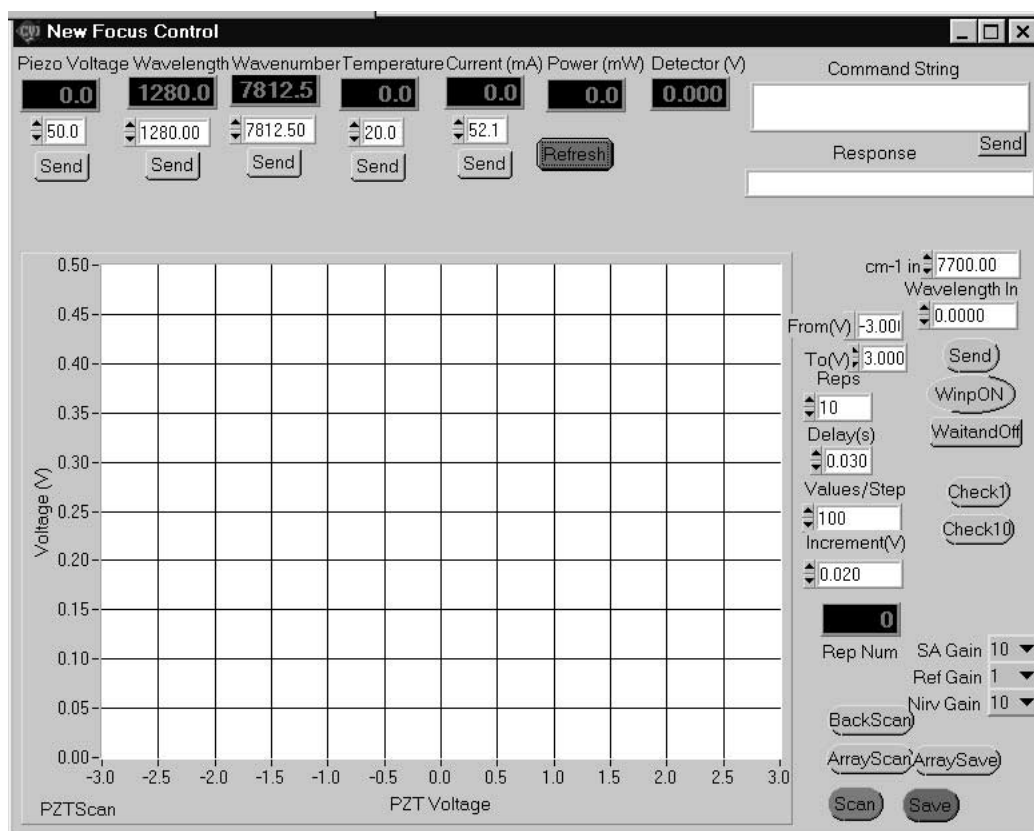 New Focus Control
Piezo Voltage Wavelength Wavenumber Temperature Current (mA) Power (mW) Detector (V)
0.0 1280.0 7812.5 0.0 0.0 0.0 0.000
50.0 1280.00 7812.50 20.0 52.1
Send Send Send Send Send Refresh
Command String
Send
Response
cm-1 in 7700.00
Wavelength In
0.0000
From(V) -3.00
To(V) 3.000
Send
Reps
10
WinpON
Delay(s)
0.030
WaitandOff
Values/Step
100
Check1
Increment(V)
0.020
Check10
0
Rep Num
SA Gain 10
Ref Gain 1
Nirv Gain 10
BackScan
ArrayScan ArraySave
Scan Save
0.50
0.45
0.40
0.35
0.30
0.25
0.20
0.15
0.10
0.05
0.00
Voltage (V)
-3.0 -2.5 -2.0 -1.5 -1.0 -0.5 0.0 0.5 1.0 1.5 2.0 2.5 3.0
PZT Voltage
PZTScan